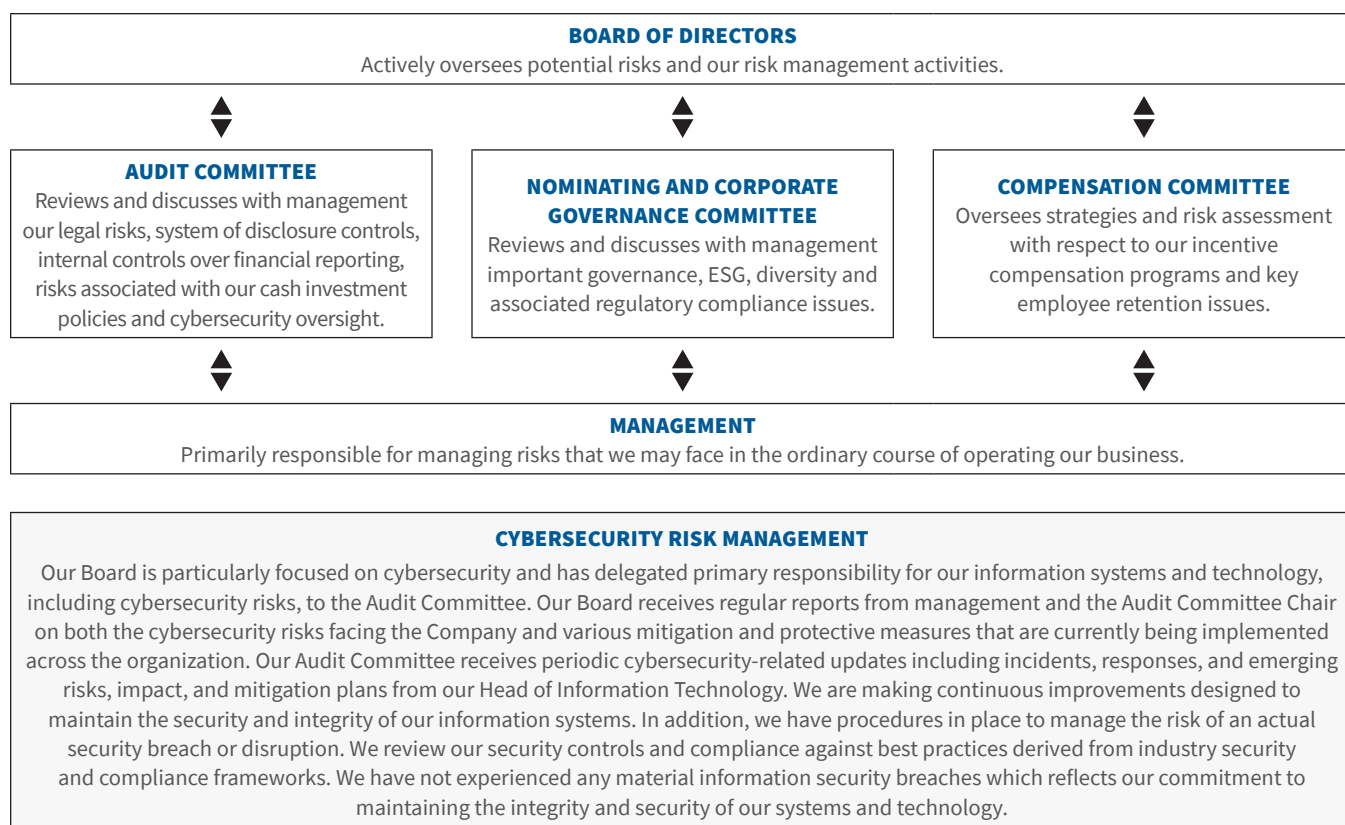 BOARD OF DIRECTORS
Actively oversees potential risks and our risk management activities.
AUDIT COMMITTEE
Reviews and discusses with management
our legal risks, system of disclosure controls,
internal controls over financial reporting,
risks associated with our cash investment
policies and cybersecurity oversight.
NOMINATING AND CORPORATE
GOVERNANCE COMMITTEE
Reviews and discusses with management
important governance, ESG, diversity and
associated regulatory compliance issues.
COMPENSATION COMMITTEE
Oversees strategies and risk assessment
with respect to our incentive
compensation programs and key
employee retention issues.
MANAGEMENT
Primarily responsible for managing risks that we may face in the ordinary course of operating our business.
CYBERSECURITY RISK MANAGEMENT
Our Board is particularly focused on cybersecurity and has delegated primary responsibility for our information systems and technology,
including cybersecurity risks, to the Audit Committee. Our Board receives regular reports from management and the Audit Committee Chair
on both the cybersecurity risks facing the Company and various mitigation and protective measures that are currently being implemented
across the organization. Our Audit Committee receives periodic cybersecurity-related updates including incidents, responses, and emerging
risks, impact, and mitigation plans from our Head of Information Technology. We are making continuous improvements designed to
maintain the security and integrity of our information systems. In addition, we have procedures in place to manage the risk of an actual
security breach or disruption. We review our security controls and compliance against best practices derived from industry security
and compliance frameworks. We have not experienced any material information security breaches which reflects our commitment to
maintaining the integrity and security of our systems and technology.